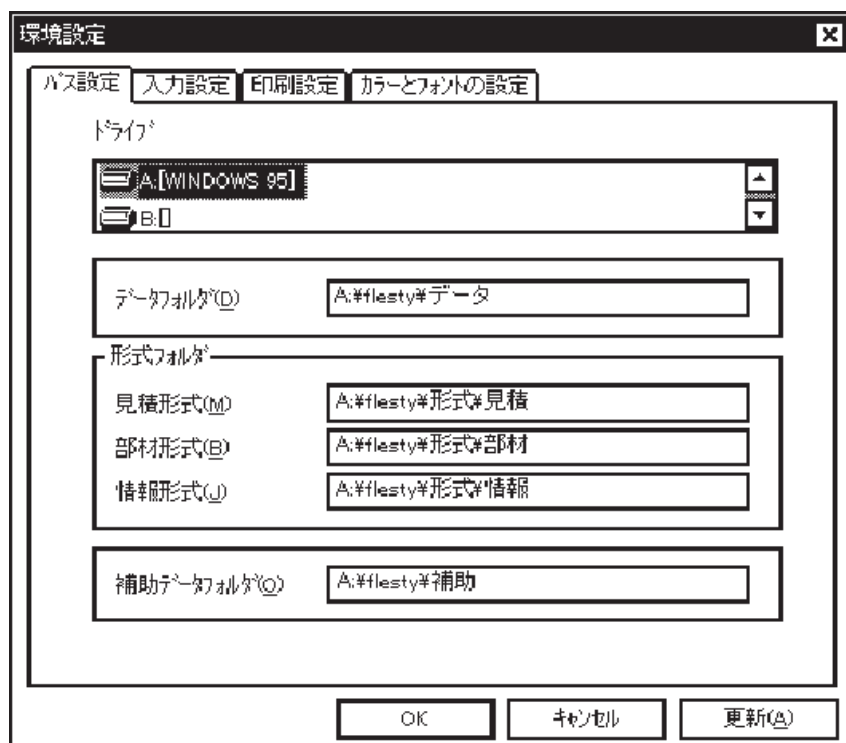 環境設定
ﾊﾟｽ設定 入力設定 印刷設定 ｶﾗｰとﾌｫﾝﾄの設定
ﾄﾞﾗｲﾌﾞ
A:[WINDOWS 95]
B:[]
ﾃﾞｰﾀﾌｫﾙﾀﾞ(D) A:¥flesty¥データ
形式ﾌｫﾙﾀﾞ
見積形式(M) A:¥flesty¥形式¥見積
部材形式(B) A:¥flesty¥形式¥部材
情報形式(J) A:¥flesty¥形式¥情報
補助ﾃﾞｰﾀﾌｫﾙﾀﾞ(O) A:¥flesty¥補助
OK ｷｬﾝｾﾙ 更新(A)